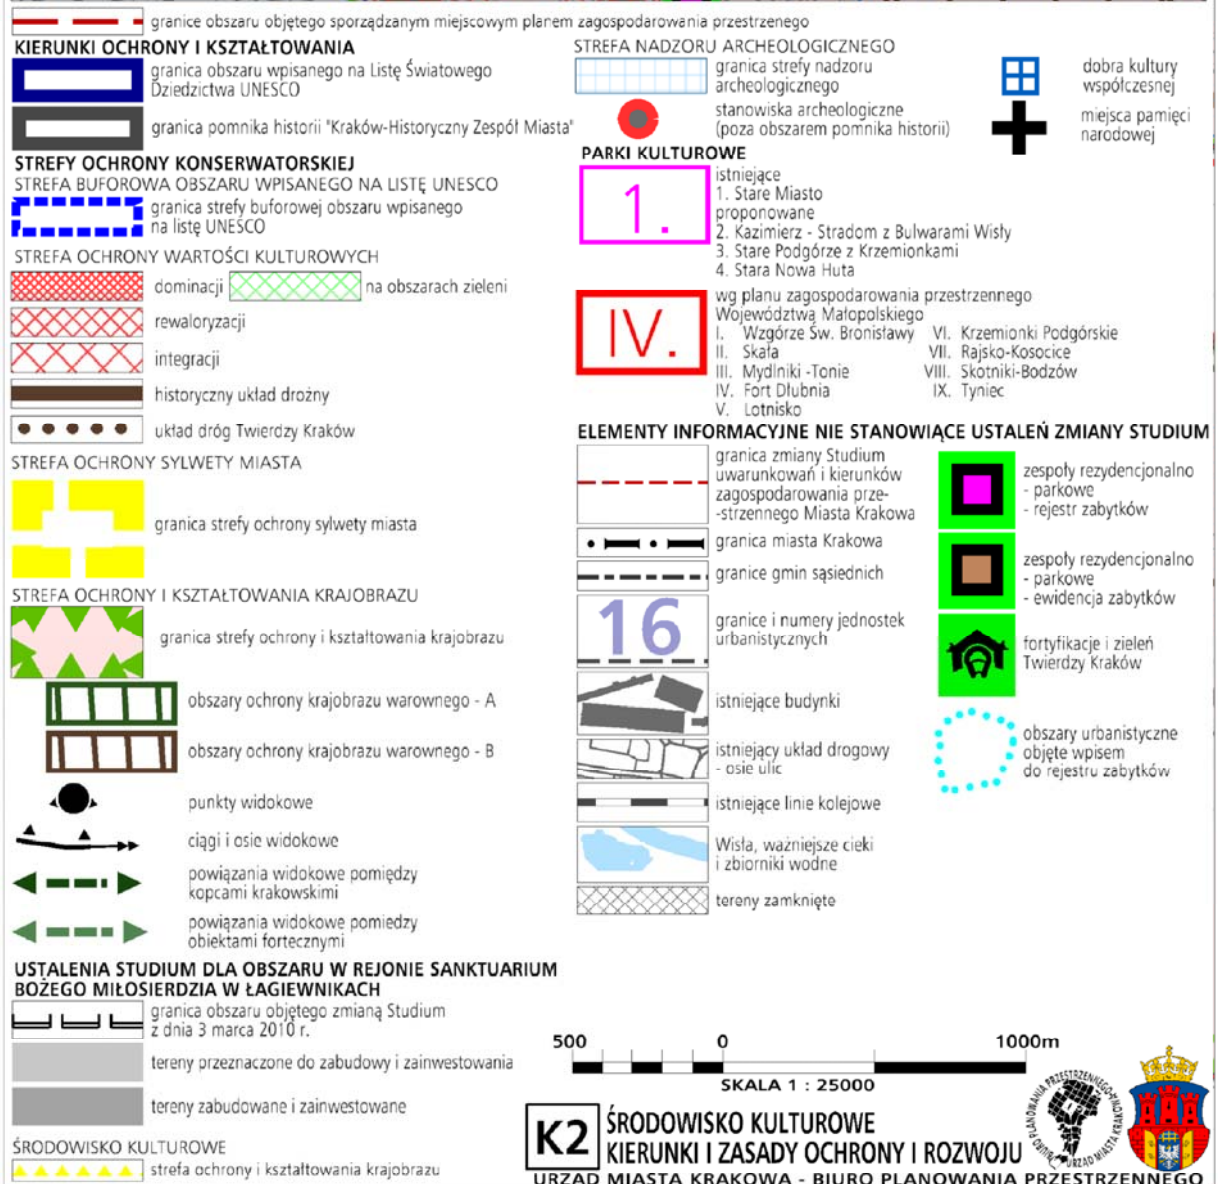 granice obszaru objętego sporządzanym miejscowym planem zagospodarowania przestrzenego
KIERUNKI OCHRONY I KSZTAŁTOWANIA
granica obszaru wpisanego na Listę Światowego
Dziedzictwa UNESCO
granica pomnika historii "Kraków-Historyczny Zespół Miasta"
STREFY OCHRONY KONSERWATORSKIEJ
STREFA BUFOROWA OBSZARU WPISANEGO NA LISTĘ UNESCO
granica strefy buforowej obszaru wpisanego
na listę UNESCO
STREFA OCHRONY WARTOŚCI KULTUROWYCH
dominacji
na obszarach zieleni
rewaloryzacji
integracji
historyczny układ drożny
układ dróg Twierdzy Kraków
STREFA OCHRONY SYLWETY MIASTA
granica strefy ochrony sylwety miasta
STREFA OCHRONY I KSZTAŁTOWANIA KRAJOBRAZU
granica strefy ochrony i kształtowania krajobrazu
obszary ochrony krajobrazu warownego - A
obszary ochrony krajobrazu warownego - B
punkty widokowe
ciągi i osie widokowe
powiązania widokowe pomiędzy
kopcami krakowskimi
powiązania widokowe pomiedzy
obiektami fortecznymi
USTALENIA STUDIUM DLA OBSZARU W REJONIE SANKTUARIUM
BOŻEGO MIŁOSIERDZIA W ŁAGIEWNIKACH
granica obszaru objętego zmianą Studium
z dnia 3 marca 2010 r.
tereny przeznaczone do zabudowy i zainwestowania
tereny zabudowane i zainwestowane
ŚRODOWISKO KULTUROWE
strefa ochrony i kształtowania krajobrazu
STREFA NADZORU ARCHEOLOGICZNEGO
granica strefy nadzoru
archeologicznego
stanowiska archeologiczne
(poza obszarem pomnika historii)
dobra kultury
współczesnej
miejsca pamięci
narodowej
PARKI KULTUROWE
1.
istniejące
1. Stare Miasto
proponowane
2. Kazimierz - Stradom z Bulwarami Wisły
3. Stare Podgórze z Krzemionkami
4. Stara Nowa Huta
IV.
wg planu zagospodarowania przestrzennego
Województwa Małopolskiego
I. Wzgórze Św. Bronisławy
II. Skała
III. Mydlniki -Tonie
IV. Fort Dłubnia
V. Lotnisko
VI. Krzemionki Podgórskie
VII. Rajsko-Kosocice
VIII. Skotniki-Bodzów
IX. Tyniec
ELEMENTY INFORMACYJNE NIE STANOWIĄCE USTALEŃ ZMIANY STUDIUM
granica zmiany Studium
uwarunkowań i kierunków
zagospodarowania prze-
-strzennego Miasta Krakowa
granica miasta Krakowa
granice gmin sąsiednich
16
granice i numery jednostek
urbanistycznych
istniejące budynki
istniejący układ drogowy
- osie ulic
istniejące linie kolejowe
Wisła, ważniejsze cieki
i zbiorniki wodne
tereny zamknięte
zespoły rezydencjonalno
- parkowe
- rejestr zabytków
zespoły rezydencjonalno
- parkowe
- ewidencja zabytków
fortyfikacje i zieleń
Twierdzy Kraków
obszary urbanistyczne
objęte wpisem
do rejestru zabytków
500 0 1000m
SKALA 1 : 25000
K2
ŚRODOWISKO KULTUROWE
KIERUNKI I ZASADY OCHRONY I ROZWOJU
URZĄD MIASTA KRAKOWA - BIURO PLANOWANIA PRZESTRZENNEGO